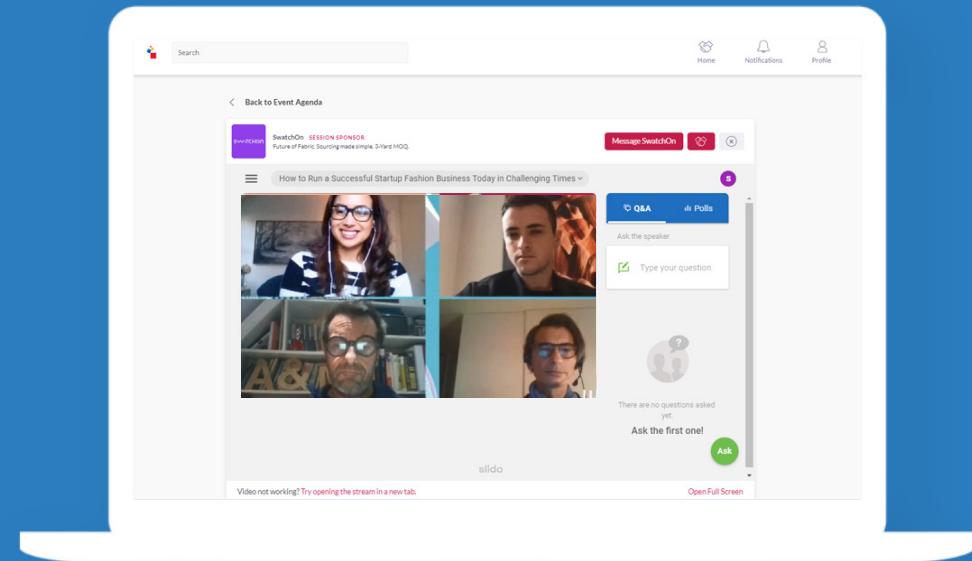 Search
Home
Notifications
Profile
Back to Event Agenda
SWATCHON
SwatchOn SESSION SPONSOR
Future of Fabric. Sourcing made simple. 3-Yard MOQ.
Message SwatchOn
How to Run a Successful Startup Fashion Business Today in Challenging Times
S
Q&A
Polls
Ask the speaker
Type your question
A&
?
There are no questions asked
yet.
Ask the first one!
Ask
slido
Video not working? Try opening the stream in a new tab.
Open Full Screen